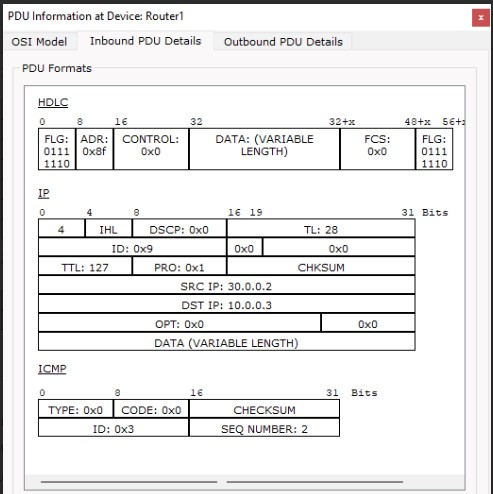 PDU Information at Device: Router1
x
OSI Model Inbound PDU Details Outbound PDU Details
PDU Formats
HDLC
0 8 16 32 32+x 48+x 56+x
FLG: 0111 1110 ADR: 0x8f CONTROL: 0x0 DATA: (VARIABLE LENGTH) FCS: 0x0 FLG: 0111 1110
IP
0 4 8 16 19 31 Bits
4 IHL DSCP: 0x0 TL: 28
ID: 0x9 0x0 0x0
TTL: 127 PRO: 0x1 CHKSUM
SRC IP: 30.0.0.2
DST IP: 10.0.0.3
OPT: 0x0 0x0
DATA (VARIABLE LENGTH)
ICMP
0 8 16 31 Bits
TYPE: 0x0 CODE: 0x0 CHECKSUM
ID: 0x3 SEQ NUMBER: 2